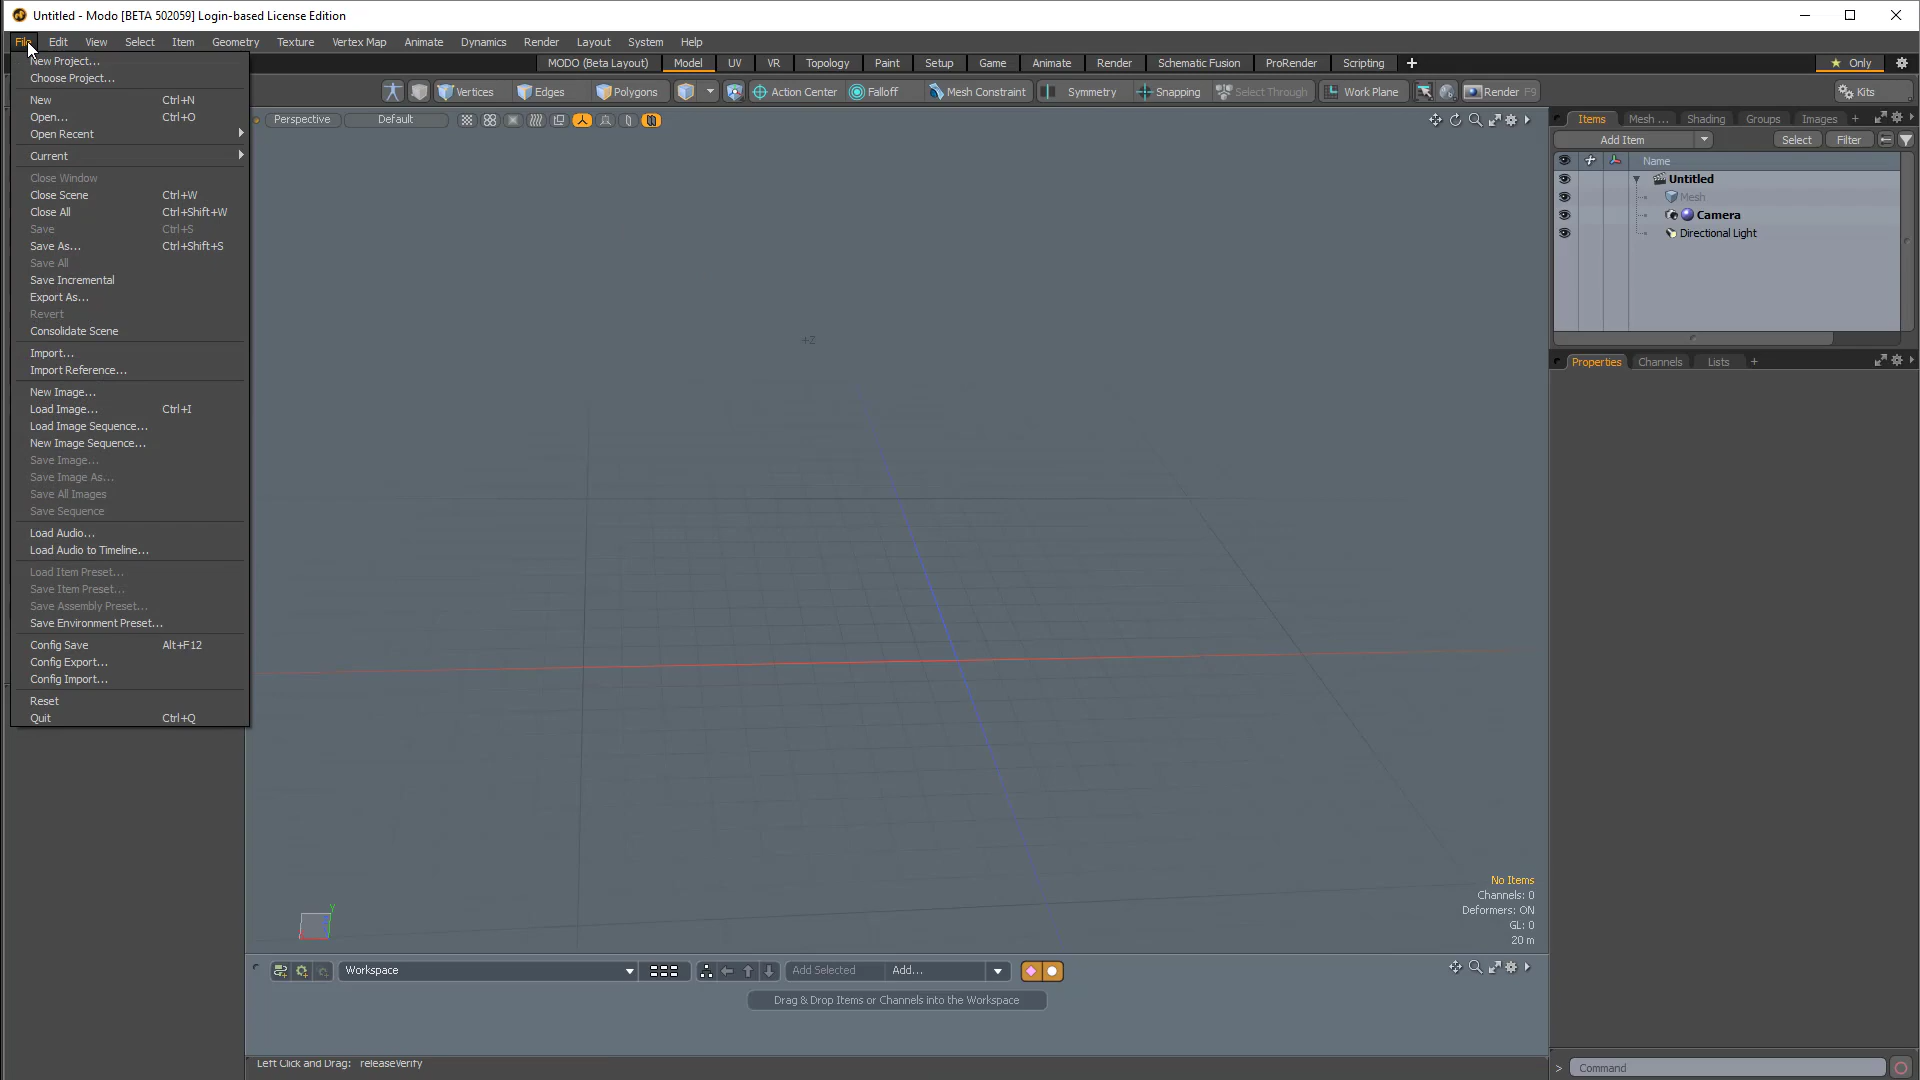 Untitled - Modo [BETA 502059] Login-based License Edition
File Edit View Select Item Geometry Texture Vertex Map Animate Dynamics Render Layout System Help
MODO (Beta Layout) Model UV VR Topology Paint Setup Game Animate Render Schematic Fusion ProRender Scripting + Only
Vertices Edges Polygons Action Center Falloff Mesh Constraint Symmetry Snapping Select Through Work Plane Render F9 Kits
Perspective Default
New Project...
Choose Project...
New Ctrl+N
Open... Ctrl+O
Open Recent
Current
Close Window
Close Scene Ctrl+W
Close All Ctrl+Shift+W
Save Ctrl+S
Save As... Ctrl+Shift+S
Save All
Save Incremental
Export As...
Revert
Consolidate Scene
Import...
Import Reference...
New Image...
Load Image... Ctrl+I
Load Image Sequence...
New Image Sequence...
Save Image...
Save Image As...
Save All Images
Save Sequence
Load Audio...
Load Audio to Timeline...
Load Item Preset...
Save Item Preset...
Save Assembly Preset...
Save Environment Preset...
Config Save Alt+F12
Config Export...
Config Import...
Reset
Quit Ctrl+Q
+Z
Y
No Items
Channels: 0
Deformers: ON
GL: 0
20 m
Workspace Add Selected Add...
Drag & Drop Items or Channels into the Workspace
Left Click and Drag: releaseVerify
Items Mesh ... Shading Groups Images +
Add Item Select Filter
Name
Untitled
Mesh
Camera
Directional Light
Properties Channels Lists +
> Command